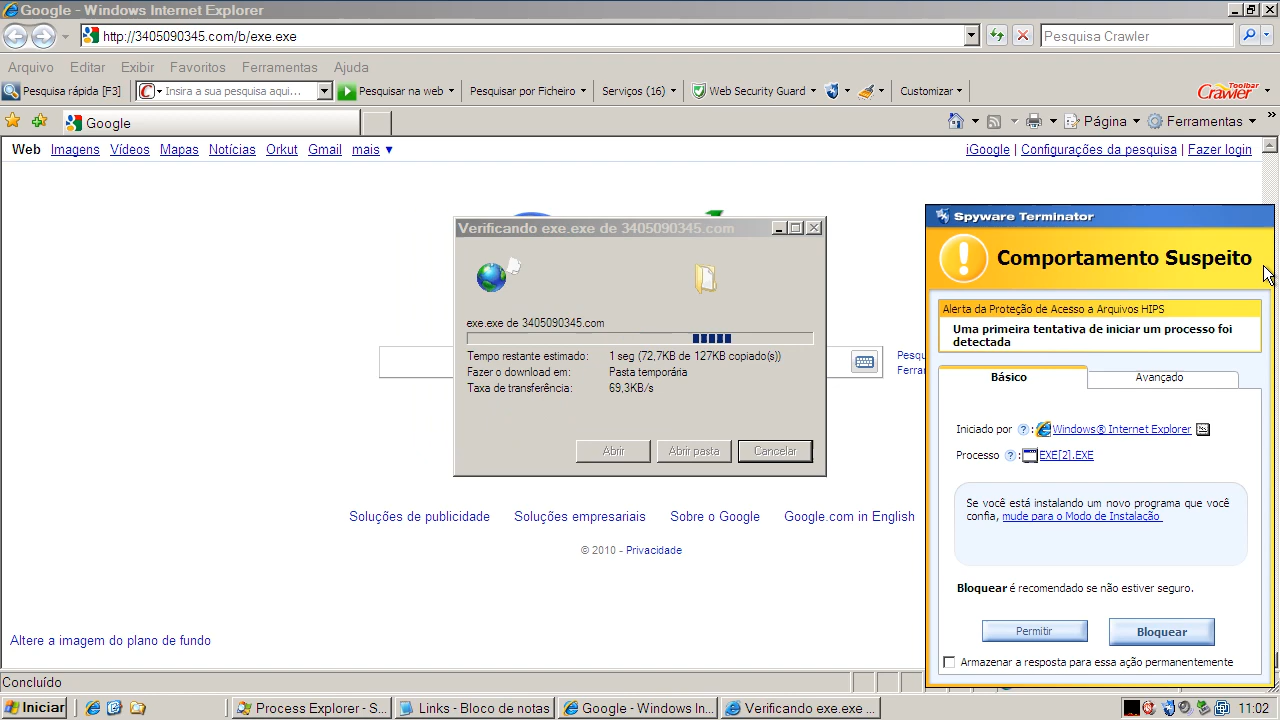 Google - Windows Internet Explorer
http://3405090345.com/b/exe.exe
Pesquisa Crawler
Arquivo Editar Exibir Favoritos Ferramentas Ajuda
Pesquisa rápida [F3] Insira a sua pesquisa aqui... Pesquisar na web Pesquisar por Ficheiro Serviços (16) Web Security Guard Customizar Crawler Toolbar
Google
Página Ferramentas
Web Imagens Vídeos Mapas Notícias Orkut Gmail mais ▼
iGoogle | Configurações da pesquisa | Fazer login
Verificando exe.exe de 3405090345.com
exe.exe de 3405090345.com
Tempo restante estimado: 1 seg (72,7KB de 127KB copiado(s))
Fazer o download em: Pasta temporária
Taxa de transferência: 69,3KB/s
Abrir Abrir pasta Cancelar
Soluções de publicidade Soluções empresariais Sobre o Google Google.com in English
© 2010 - Privacidade
Altere a imagem do plano de fundo
Spyware Terminator
Comportamento Suspeito
Alerta da Proteção de Acesso a Arquivos HIPS
Uma primeira tentativa de iniciar um processo foi
detectada
Básico Avançado
Iniciado por : Windows® Internet Explorer
Processo : EXE[2].EXE
Se você está instalando um novo programa que você
confia, mude para o Modo de Instalação
Bloquear é recomendado se não estiver seguro.
Permitir Bloquear
Armazenar a resposta para essa ação permanentemente
Concluído
Iniciar Process Explorer - S... Links - Bloco de notas Google - Windows In... Verificando exe.exe ... 11:02